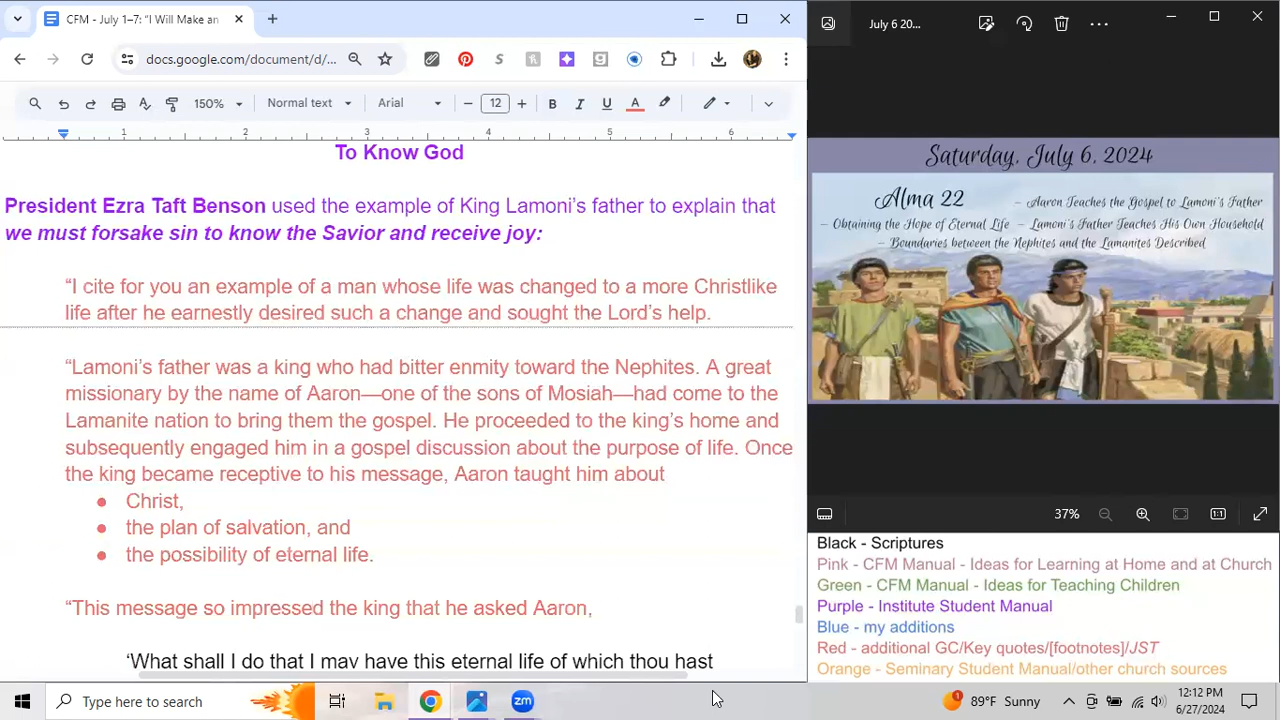 CFM - July 1–7: “I Will Make an
docs.google.com/document/d/...
150%
Normal text
Arial
12
B I U A
1 2 3 4 5 6
To Know God
President Ezra Taft Benson used the example of King Lamoni’s father to explain that
we must forsake sin to know the Savior and receive joy:
“I cite for you an example of a man whose life was changed to a more Christlike
life after he earnestly desired such a change and sought the Lord’s help.
“Lamoni’s father was a king who had bitter enmity toward the Nephites. A great
missionary by the name of Aaron—one of the sons of Mosiah—had come to the
Lamanite nation to bring them the gospel. He proceeded to the king’s home and
subsequently engaged him in a gospel discussion about the purpose of life. Once
the king became receptive to his message, Aaron taught him about
● Christ,
● the plan of salvation, and
● the possibility of eternal life.
“This message so impressed the king that he asked Aaron,
‘What shall I do that I may have this eternal life of which thou hast
July 6 20...
Saturday, July 6, 2024
Alma 22
– Aaron Teaches the Gospel to Lamoni's Father
– Obtaining the Hope of Eternal Life – Lamoni's Father Teaches His Own Household
– Boundaries between the Nephites and the Lamanites Described
37%
1:1
Black - Scriptures
Pink - CFM Manual - Ideas for Learning at Home and at Church
Green - CFM Manual - Ideas for Teaching Children
Purple - Institute Student Manual
Blue - my additions
Red - additional GC/Key quotes/[footnotes]/JST
Orange - Seminary Student Manual/other church sources
Type here to search
zm
1
89°F Sunny
12:12 PM
6/27/2024